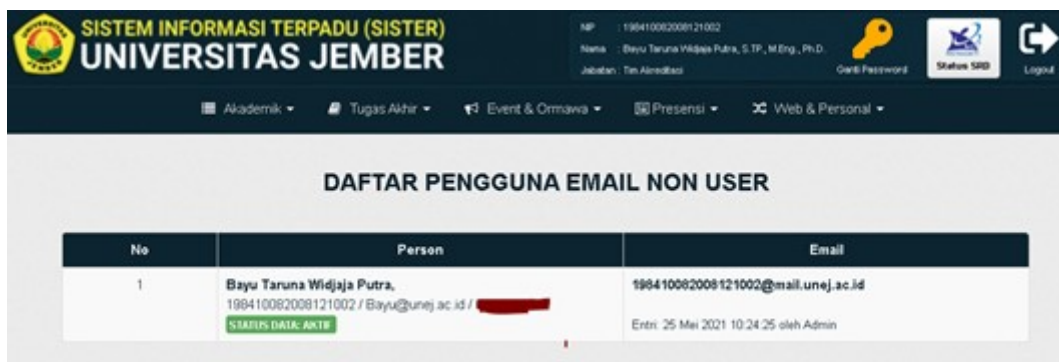 SISTEM INFORMASI TERPADU (SISTER)
UNIVERSITAS JEMBER
NIP : 198410082008121002
Nama : Bayu Taruna Widjaja Putra, S.TP., M.Eng., Ph.D.
Jabatan : Tim Akreditasi
Ganti Password
Status SRD
Logout
Akademik
Tugas Akhir
Event & Ormawa
Presensi
Web & Personal
DAFTAR PENGGUNA EMAIL NON USER
No Person Email
1 Bayu Taruna Widjaja Putra, 198410082008121002@mail.unej.ac.id
198410082008121002 / Bayu@unej.ac.id /
STATUS DATA: AKTIF Entri: 25 Mei 2021 10:24:25 oleh Admin